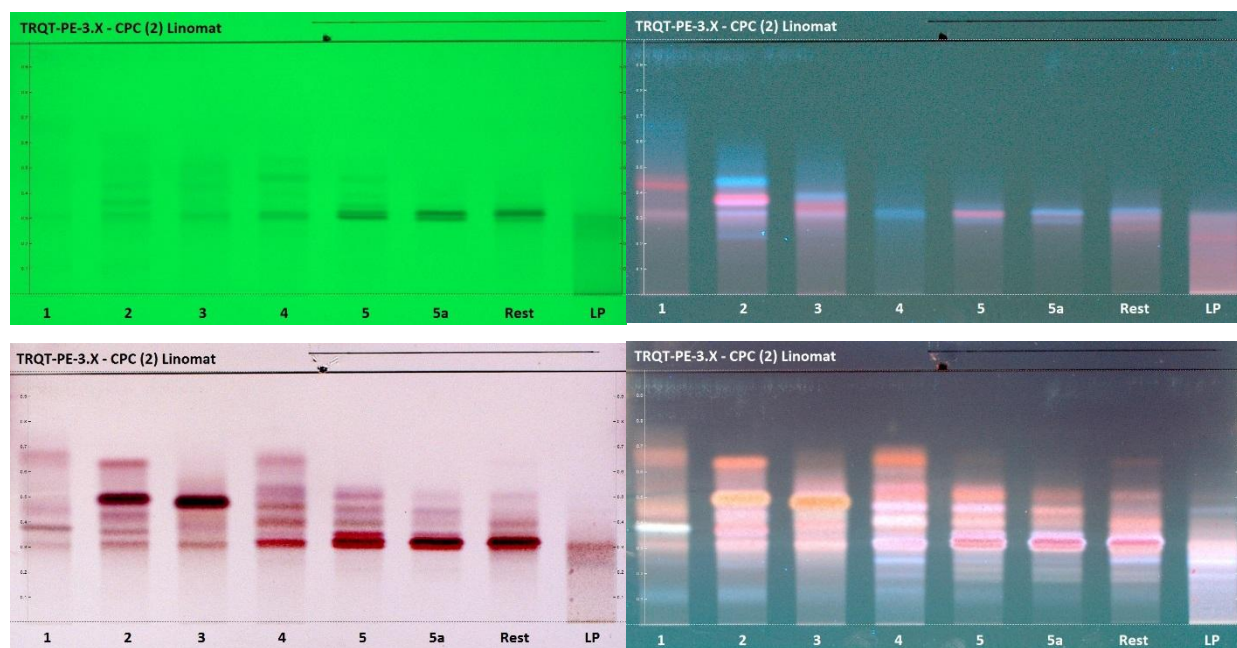 TRQT-PE-3.X - CPC (2) Linomat
1 2 3 4 5 5a Rest LP
TRQT-PE-3.X - CPC (2) Linomat
1 2 3 4 5 5a Rest LP
TRQT-PE-3.X - CPC (2) Linomat
1 2 3 4 5 5a Rest LP
TRQT-PE-3.X - CPC (2) Linomat
1 2 3 4 5 5a Rest LP